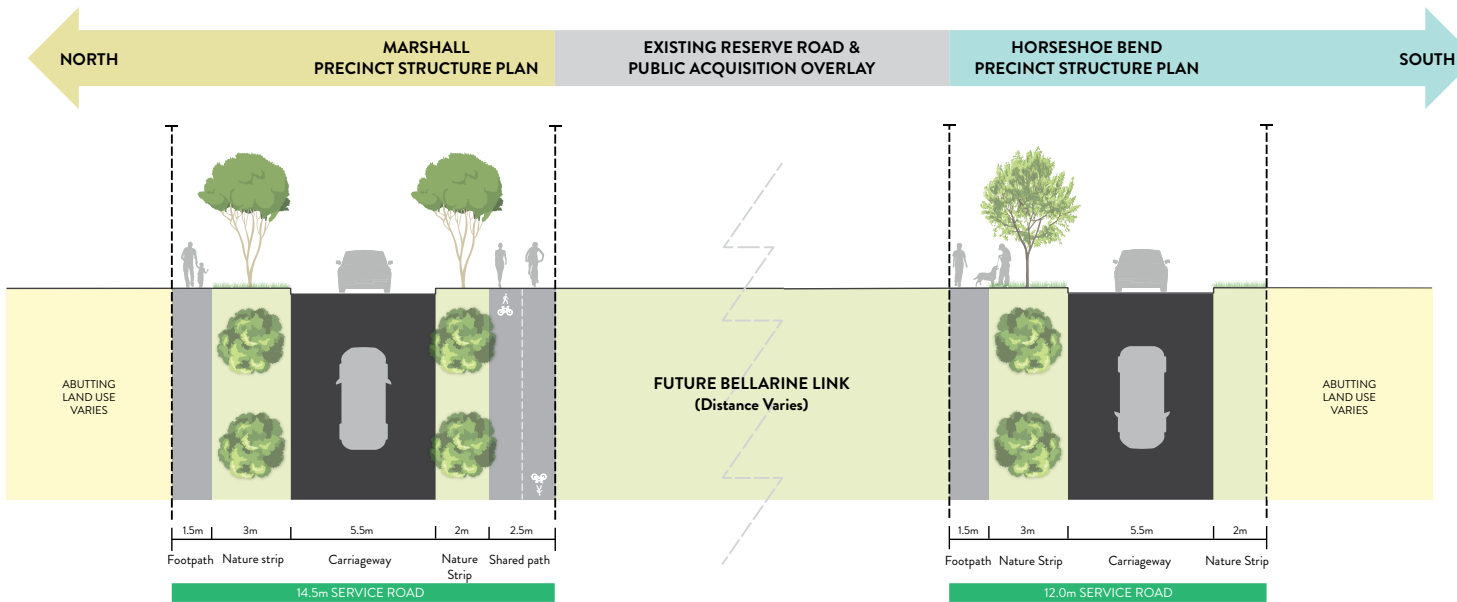 NORTH
MARSHALL
PRECINCT STRUCTURE PLAN
EXISTING RESERVE ROAD &
PUBLIC ACQUISITION OVERLAY
HORSESHOE BEND
PRECINCT STRUCTURE PLAN
SOUTH
ABUTTING
LAND USE
VARIES
FUTURE BELLARINE LINK
(Distance Varies)
ABUTTING
LAND USE
VARIES
1.5m
3m
5.5m
2m
2.5m
Footpath
Nature strip
Carriageway
Nature
Strip
Shared path
14.5m SERVICE ROAD
1.5m
3m
5.5m
2m
Footpath
Nature Strip
Carriageway
Nature Strip
12.0m SERVICE ROAD